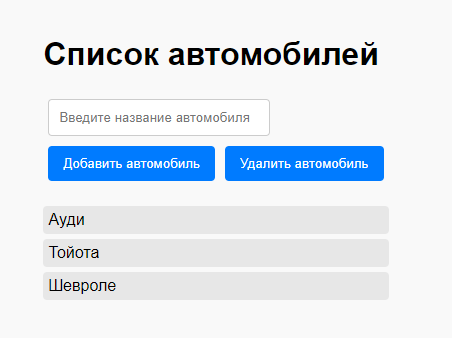 Список автомобилей
Введите название автомобиля
Добавить автомобиль Удалить автомобиль
Ауди
Тойота
Шевроле